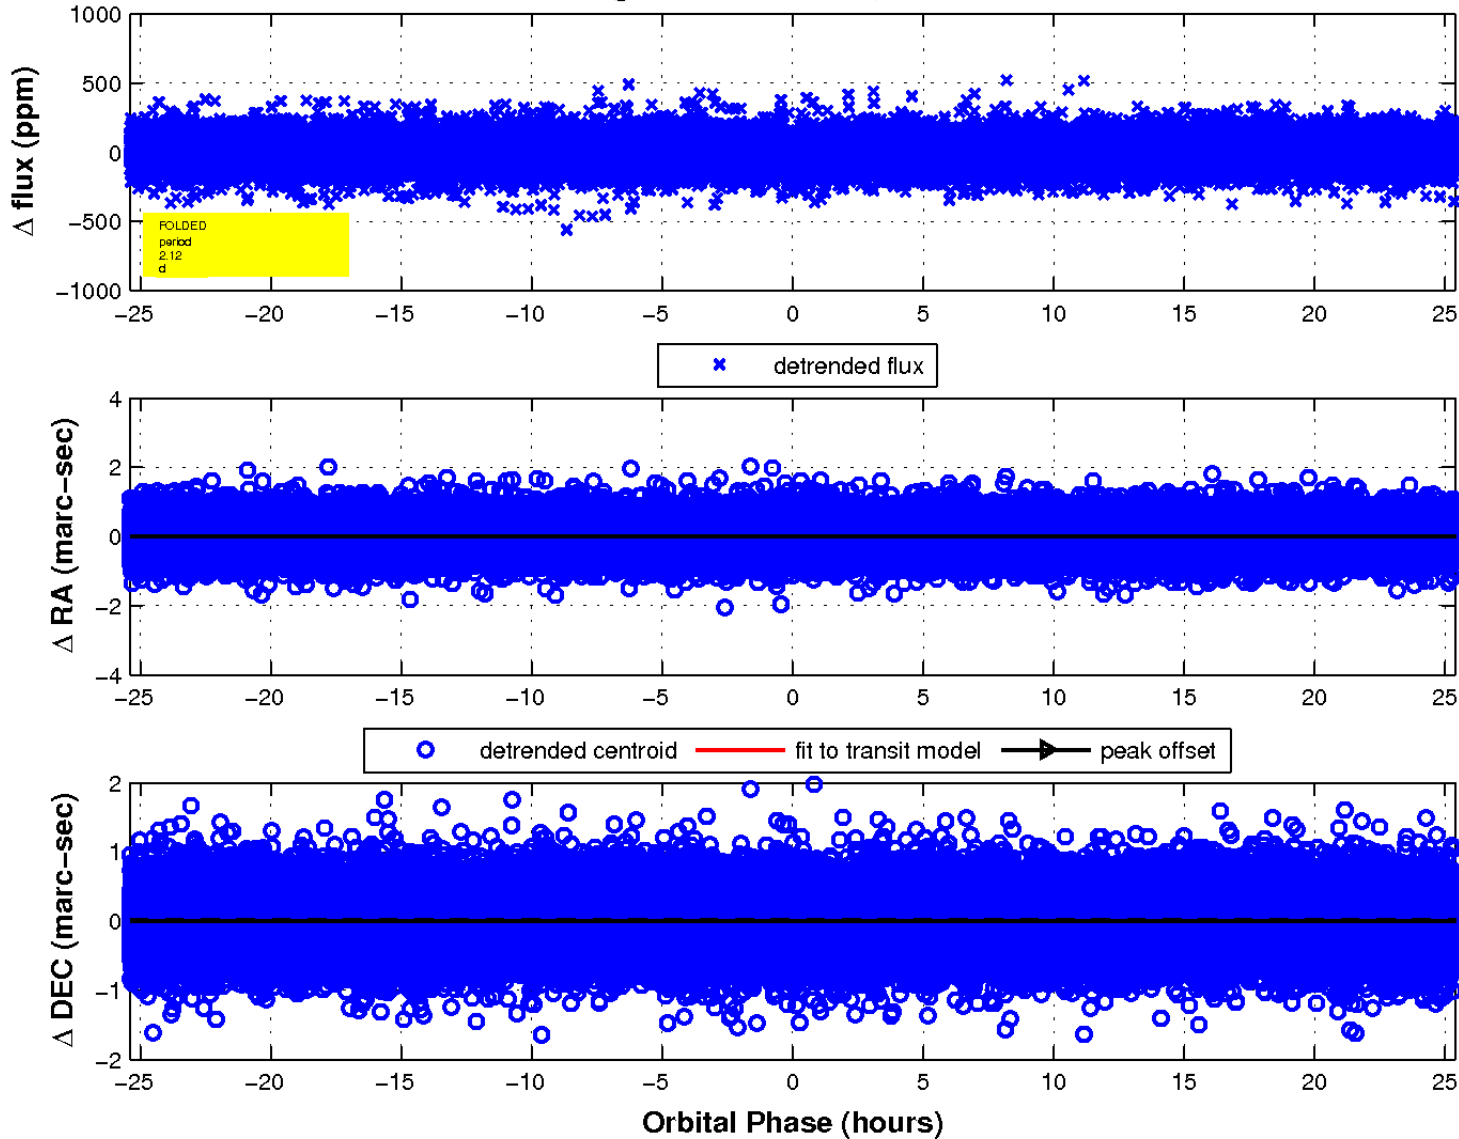 1000
500
0
−500
−1000
Δ flux (ppm)
FOLDED
period
2.12
d
−25 −20 −15 −10 −5 0 5 10 15 20 25
detrended flux
4
2
0
−2
−4
Δ RA (marc−sec)
−25 −20 −15 −10 −5 0 5 10 15 20 25
detrended centroid fit to transit model peak offset
2
1
0
−1
−2
Δ DEC (marc−sec)
−25 −20 −15 −10 −5 0 5 10 15 20 25
Orbital Phase (hours)